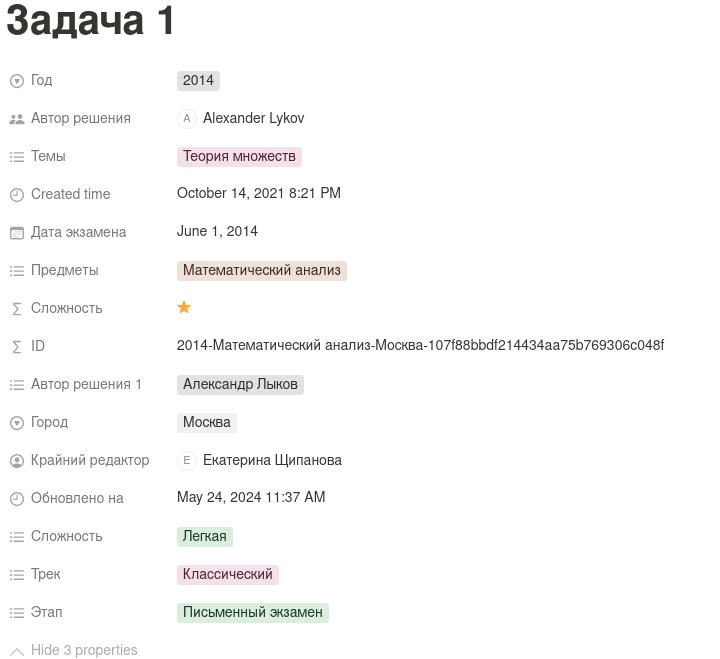 Задача 1
Год 2014
Автор решения A Alexander Lykov
Темы Теория множеств
Created time October 14, 2021 8:21 PM
Дата экзамена June 1, 2014
Предметы Математический анализ
Сложность
ID 2014-Математический анализ-Москва-107f88bbdf214434aa75b769306c048f
Автор решения 1 Александр Лыков
Город Москва
Крайний редактор E Екатерина Щипанова
Обновлено на May 24, 2024 11:37 AM
Сложность Легкая
Трек Классический
Этап Письменный экзамен
Hide 3 properties